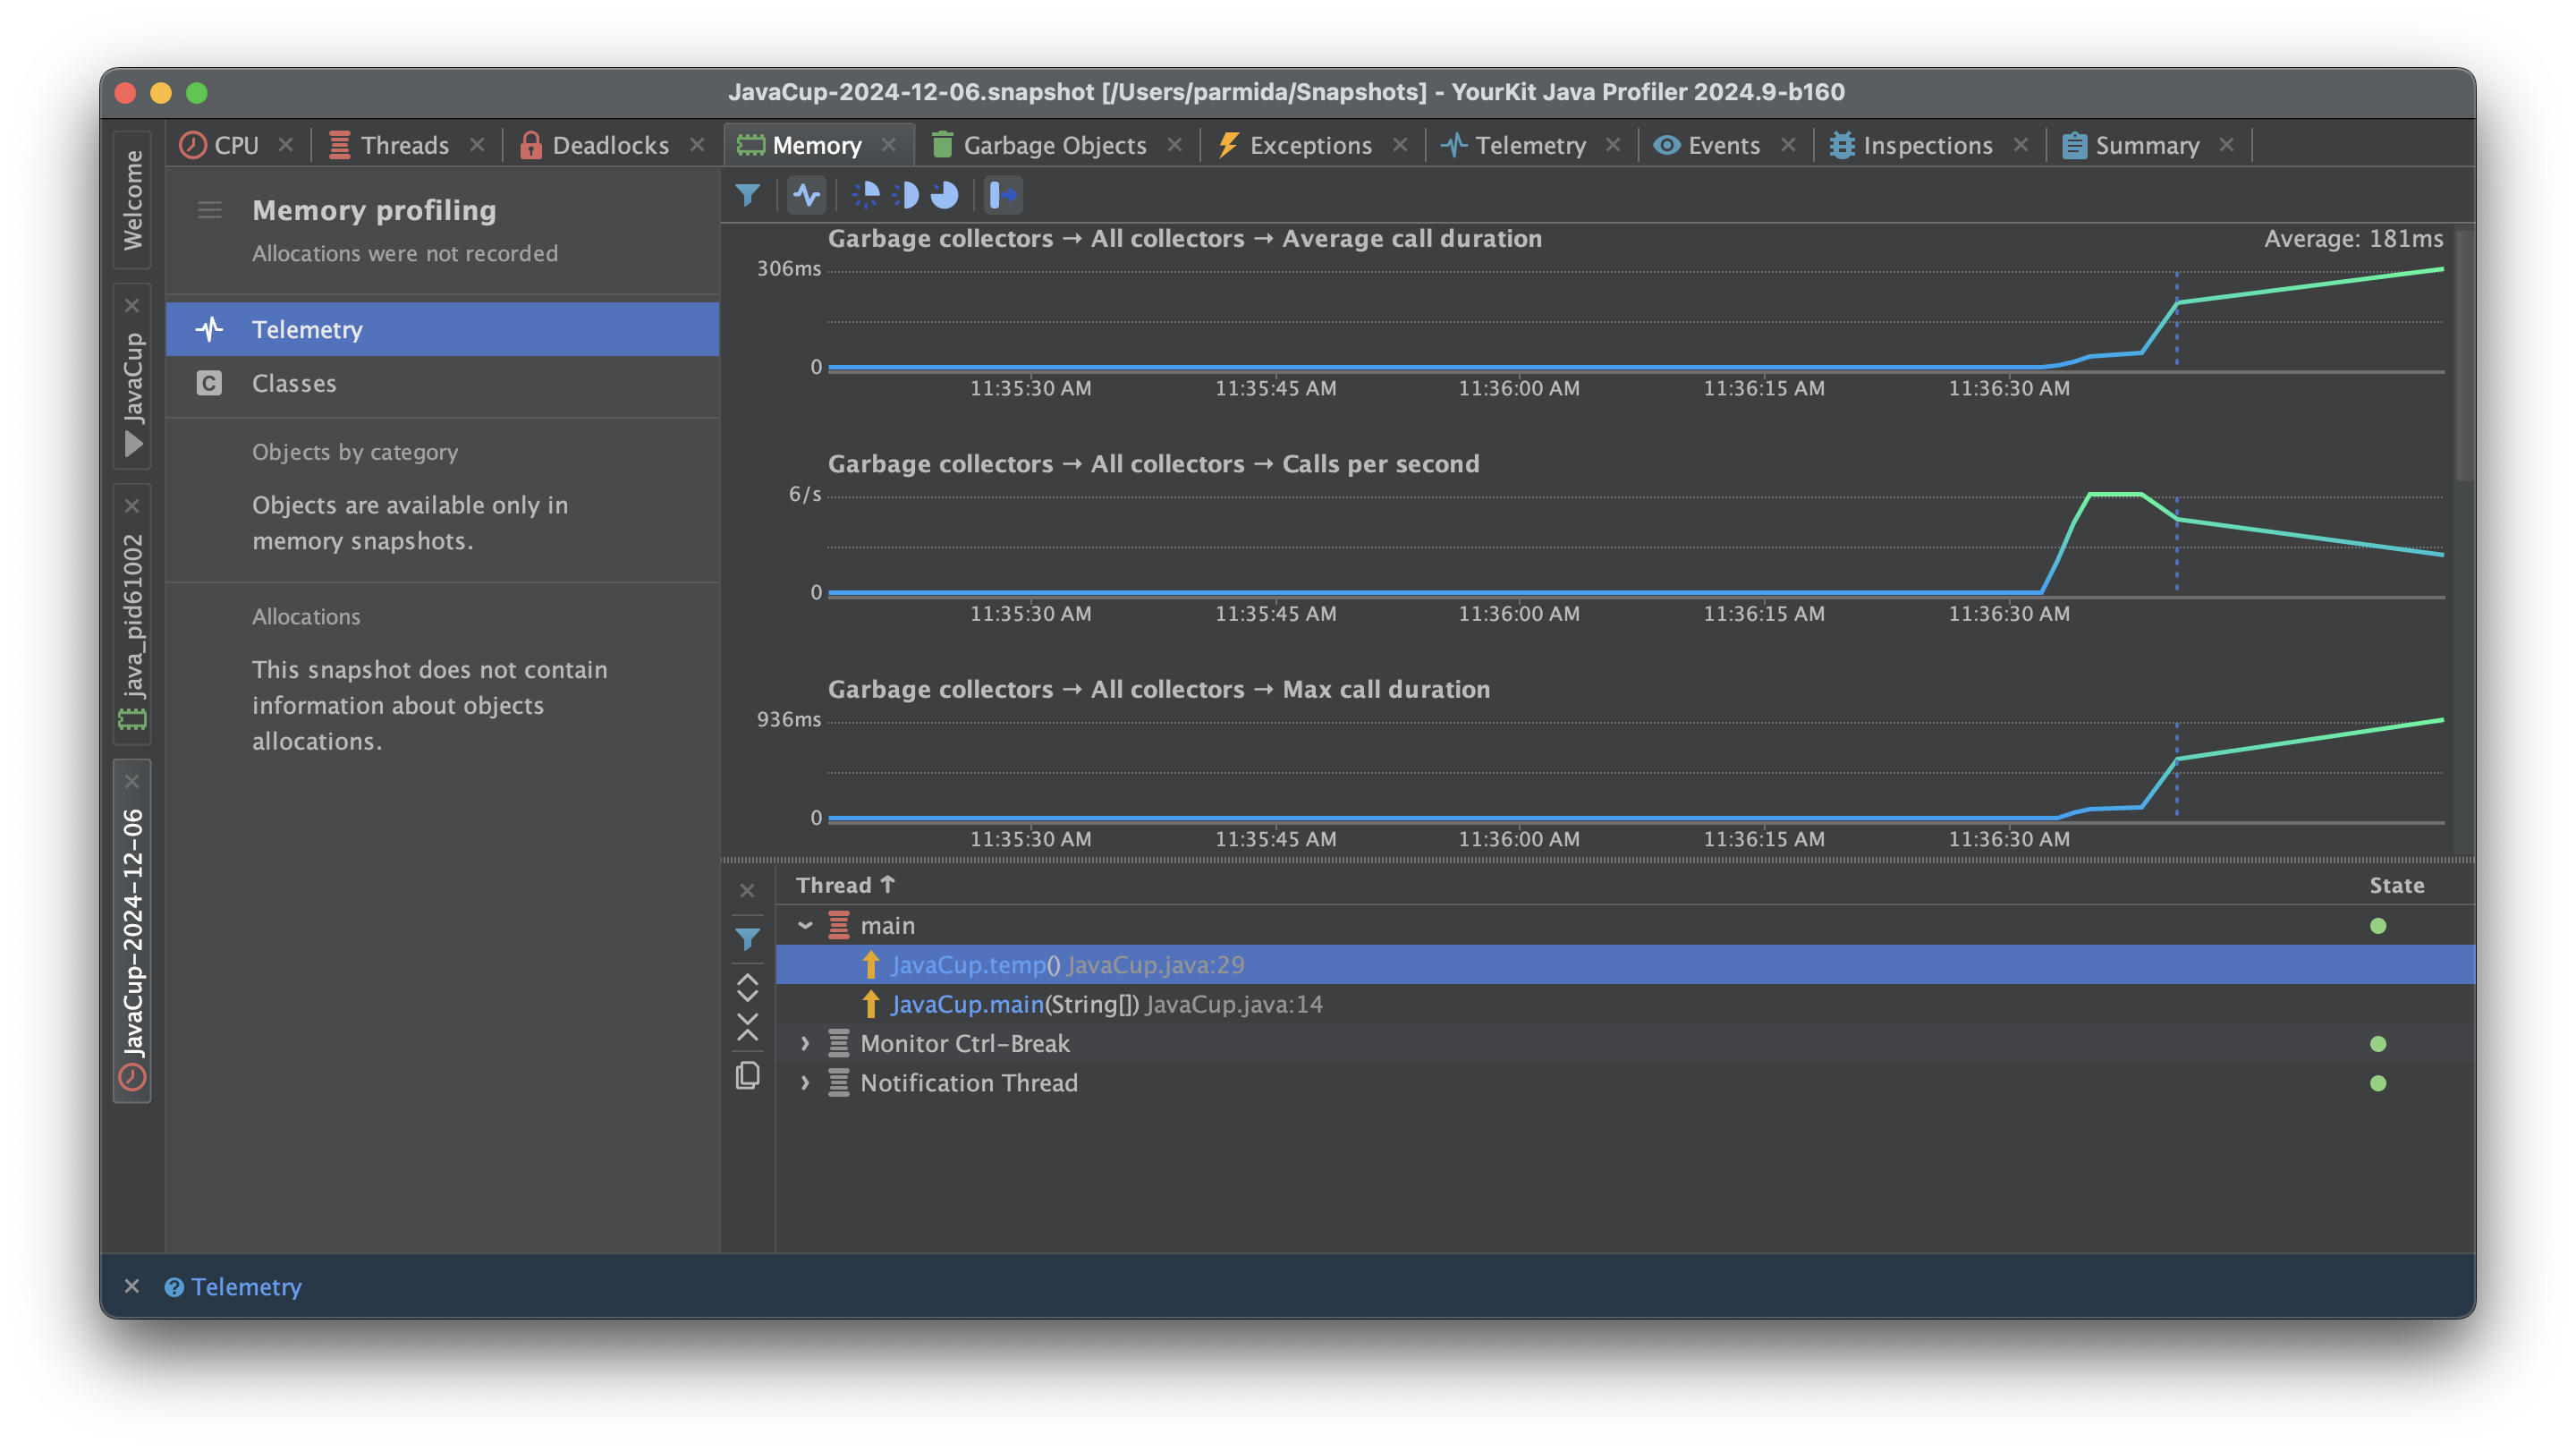 JavaCup-2024-12-06.snapshot [/Users/parmida/Snapshots] - YourKit Java Profiler 2024.9-b160
CPU
Threads
Deadlocks
Memory
Garbage Objects
Exceptions
Telemetry
Events
Inspections
Summary
Welcome
JavaCup
java_pid61002
JavaCup-2024-12-06
Memory profiling
Allocations were not recorded
Telemetry
C
Classes
Objects by category
Objects are available only in
memory snapshots.
Allocations
This snapshot does not contain
information about objects
allocations.
Garbage collectors → All collectors → Average call duration
Average: 181ms
306ms
0
11:35:30 AM 11:35:45 AM 11:36:00 AM 11:36:15 AM 11:36:30 AM
Garbage collectors → All collectors → Calls per second
6/s
0
11:35:30 AM 11:35:45 AM 11:36:00 AM 11:36:15 AM 11:36:30 AM
Garbage collectors → All collectors → Max call duration
936ms
0
11:35:30 AM 11:35:45 AM 11:36:00 AM 11:36:15 AM 11:36:30 AM
Thread ↑ State
main
JavaCup.temp() JavaCup.java:29
JavaCup.main(String[]) JavaCup.java:14
Monitor Ctrl-Break
Notification Thread
? Telemetry